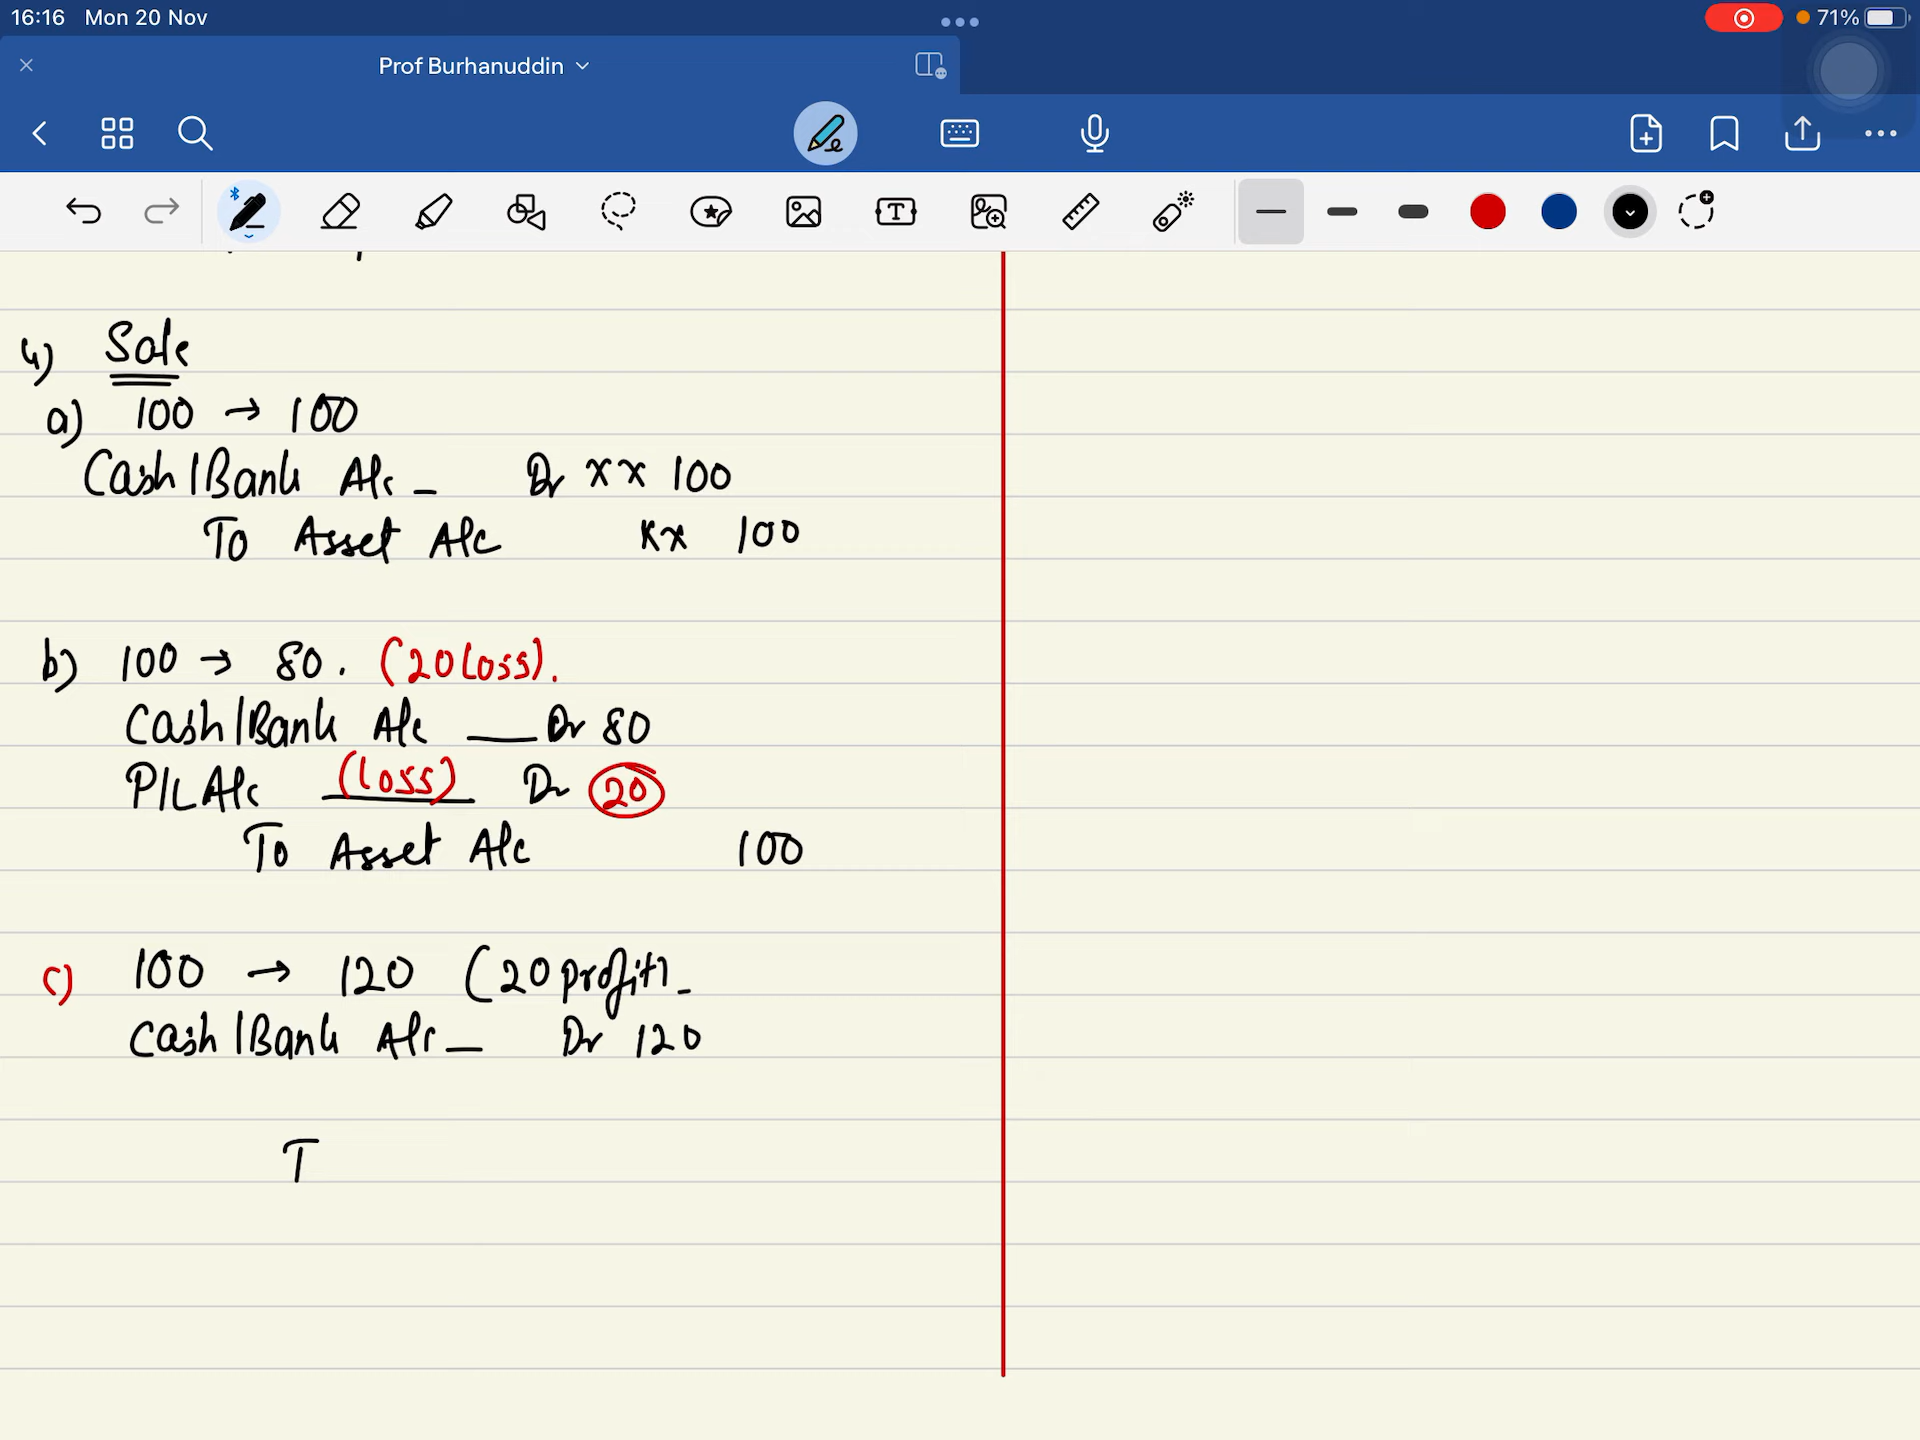 16:16 Mon 20 Nov
71%
Prof Burhanuddin
4) Sale
a) 100 → 100
Cash/Bank A/c _ Dr xx 100
To Asset A/c xx 100
b) 100 → 80. (20 Loss).
Cash/Bank A/c __ Dr 80
P/L A/c (Loss) Dr 20
To Asset A/c 100
c) 100 → 120 (20 profit) _
Cash/Bank A/c _ Dr 120
T